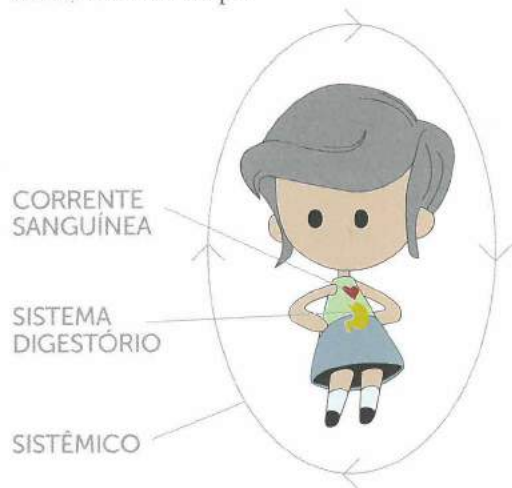 CORRENTE
SANGUÍNEA
SISTEMA
DIGESTÓRIO
SISTÊMICO